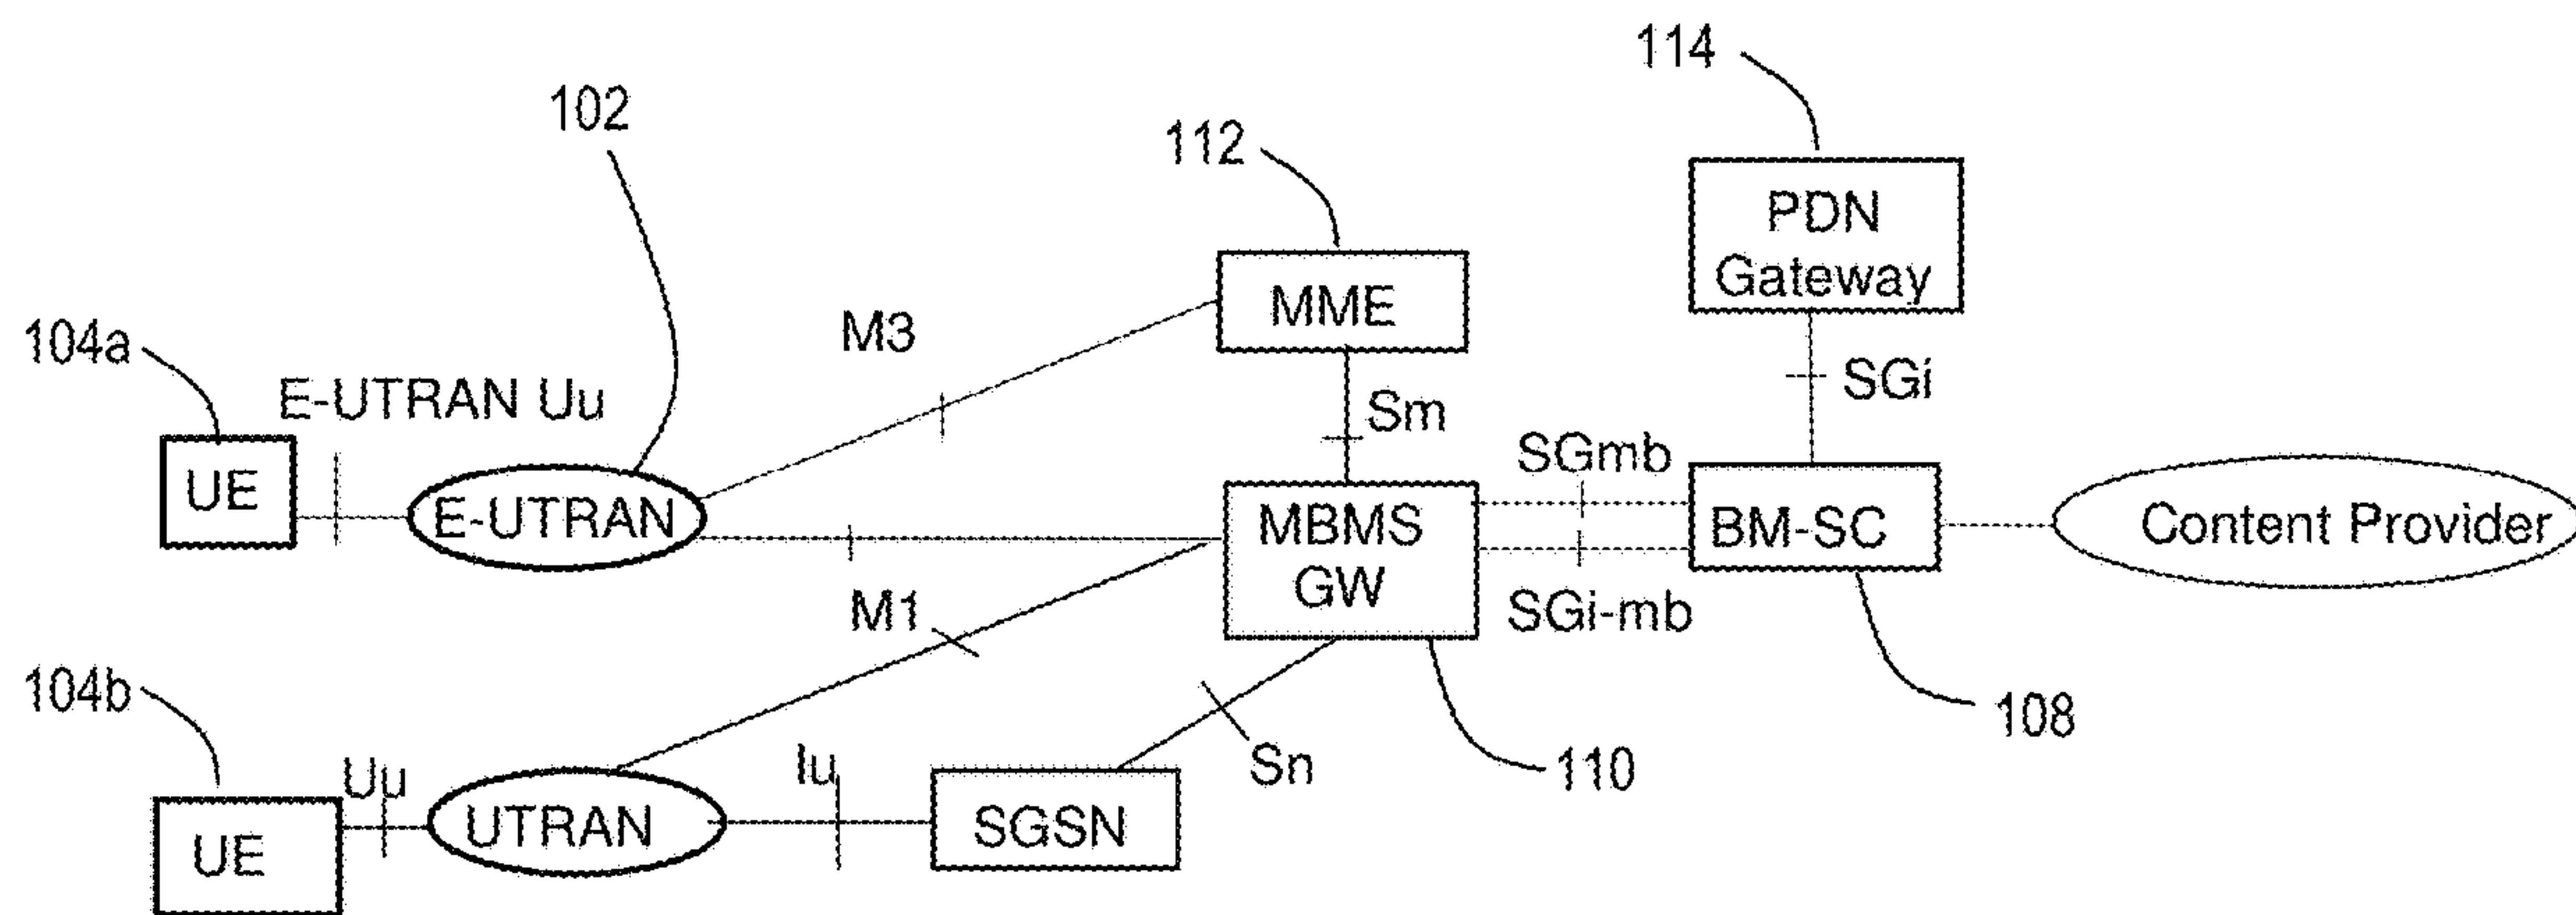 114
102
112
PDN
Gateway
104a
M3
MME
E-UTRAN Uu
SGi
Sm
SGmb
UE
E-UTRAN
MBMS
GW
BM-SC
Content Provider
M1
SGi-mb
104b
108
Uu
Iu
Sn
110
UE
UTRAN
SGSN